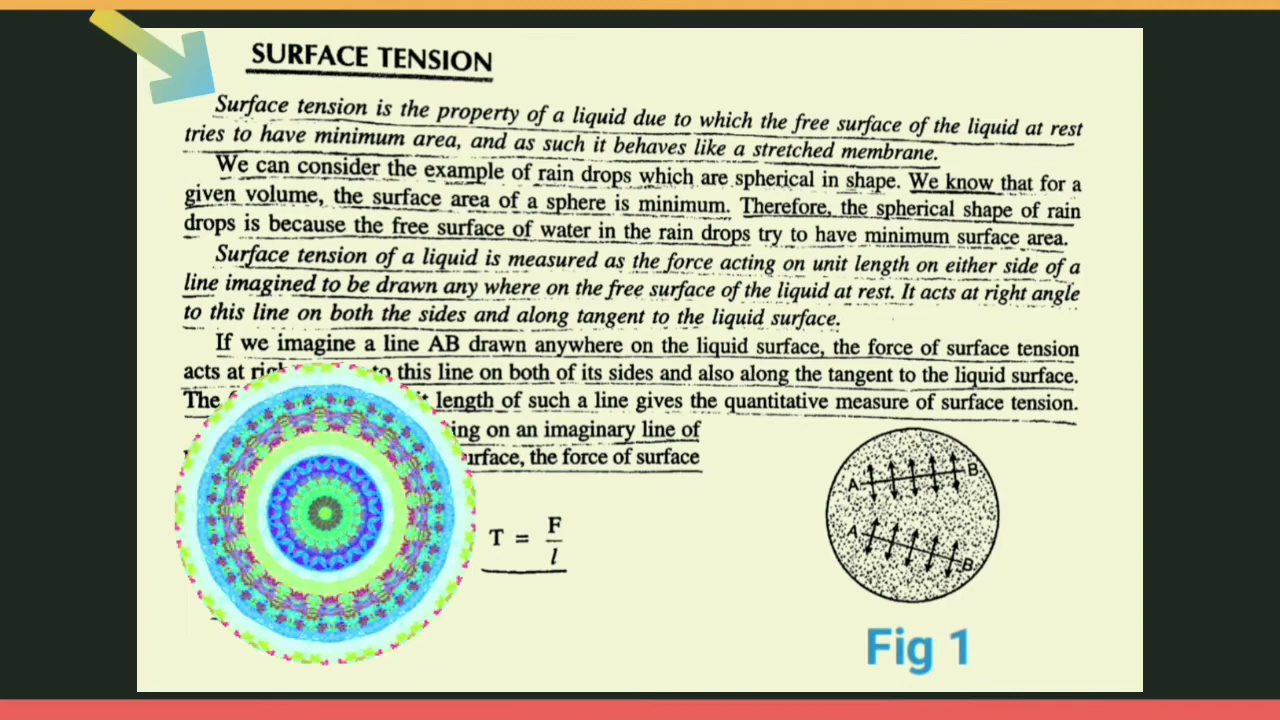 SURFACE TENSION
Surface tension is the property of a liquid due to which the free surface of the liquid at rest
tries to have minimum area, and as such it behaves like a stretched membrane.
We can consider the example of rain drops which are spherical in shape. We know that for a
given volume, the surface area of a sphere is minimum. Therefore, the spherical shape of rain
drops is because the free surface of water in the rain drops try to have minimum surface area.
Surface tension of a liquid is measured as the force acting on unit length on either side of a
line imagined to be drawn any where on the free surface of the liquid at rest. It acts at right angle
to this line on both the sides and along tangent to the liquid surface.
If we imagine a line AB drawn anywhere on the liquid surface, the force of surface tension
acts at to this line on both of its sides and also along the tangent to the liquid surface.
The length of such a line gives the quantitative measure of surface tension.
on an imaginary line of
the force of surface
T = F/l
A B
A B
Fig 1